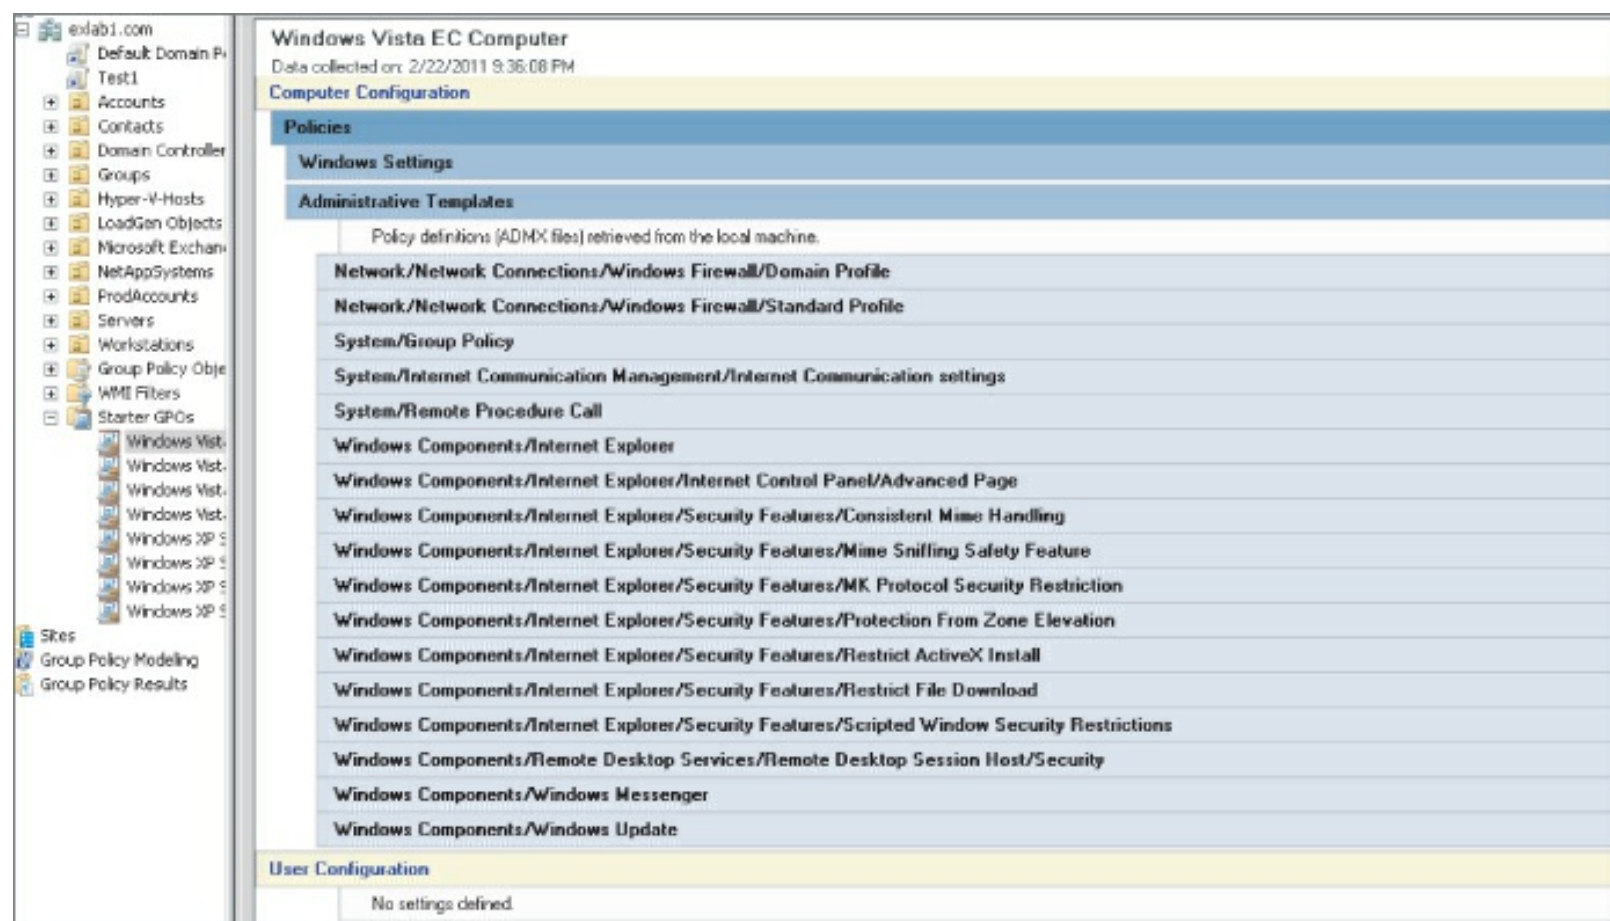 exlab1.com
Default Domain P
Test1
Accounts
Contacts
Domain Controller
Groups
Hyper-V-Hosts
LoadGen Objects
Microsoft Exchan
NetAppSystems
ProdAccounts
Servers
Workstations
Group Policy Obje
WMI Filters
Starter GPOs
Windows Vist
Windows Vist
Windows Vist
Windows Vist
Windows XP S
Windows XP S
Windows XP S
Windows XP S
Sites
Group Policy Modeling
Group Policy Results
Windows Vista EC Computer
Data collected on: 2/22/2011 9:36:08 PM
Computer Configuration
Policies
Windows Settings
Administrative Templates
Policy definitions (ADMX files) retrieved from the local machine.
Network/Network Connections/Windows Firewall/Domain Profile
Network/Network Connections/Windows Firewall/Standard Profile
System/Group Policy
System/Internet Communication Management/Internet Communication settings
System/Remote Procedure Call
Windows Components/Internet Explorer
Windows Components/Internet Explorer/Internet Control Panel/Advanced Page
Windows Components/Internet Explorer/Security Features/Consistent Mime Handling
Windows Components/Internet Explorer/Security Features/Mime Sniffing Safety Feature
Windows Components/Internet Explorer/Security Features/MK Protocol Security Restriction
Windows Components/Internet Explorer/Security Features/Protection From Zone Elevation
Windows Components/Internet Explorer/Security Features/Restrict ActiveX Install
Windows Components/Internet Explorer/Security Features/Restrict File Download
Windows Components/Internet Explorer/Security Features/Scripted Window Security Restrictions
Windows Components/Remote Desktop Services/Remote Desktop Session Host/Security
Windows Components/Windows Messenger
Windows Components/Windows Update
User Configuration
No settings defined.